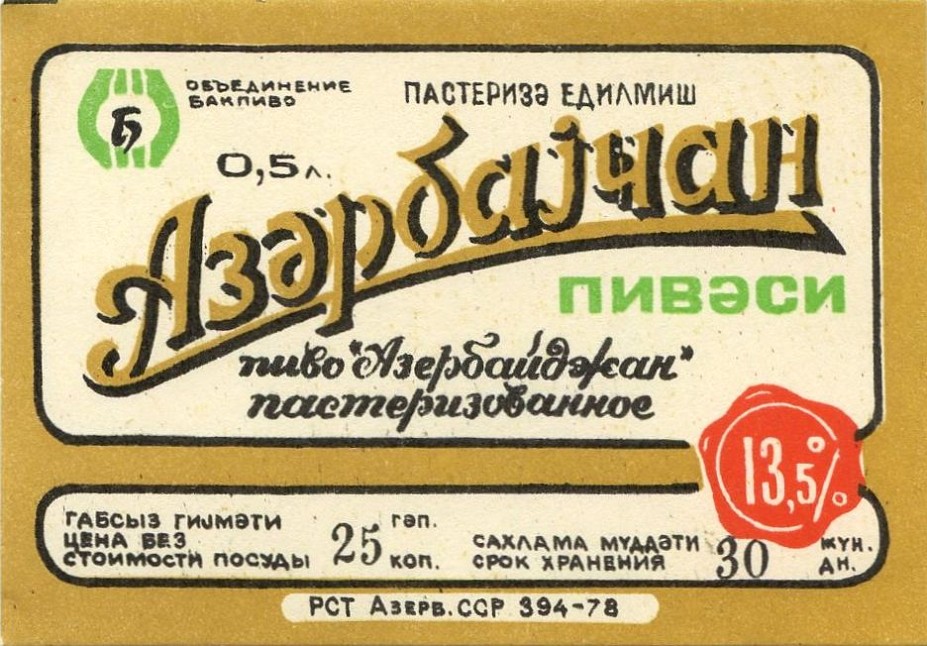 Б
ОБЪЕДИНЕНИЕ
БАКПИВО
ПАСТЕРИЗӘ ЕДИЛМИШ
0,5 л.
Азәрбајҹан
ПИВӘСИ
пиво "Азербайджан"
пастеризованное
13,5%
ГАБСЫЗ ГИЈМӘТИ
ЦЕНА БЕЗ
СТОИМОСТИ ПОСУДЫ
25
гәп.
коп.
САХЛАМА МҮДДӘТИ
СРОК ХРАНЕНИЯ
30
ҝүн.
дн.
РСТ Азерв. ССР 394-78